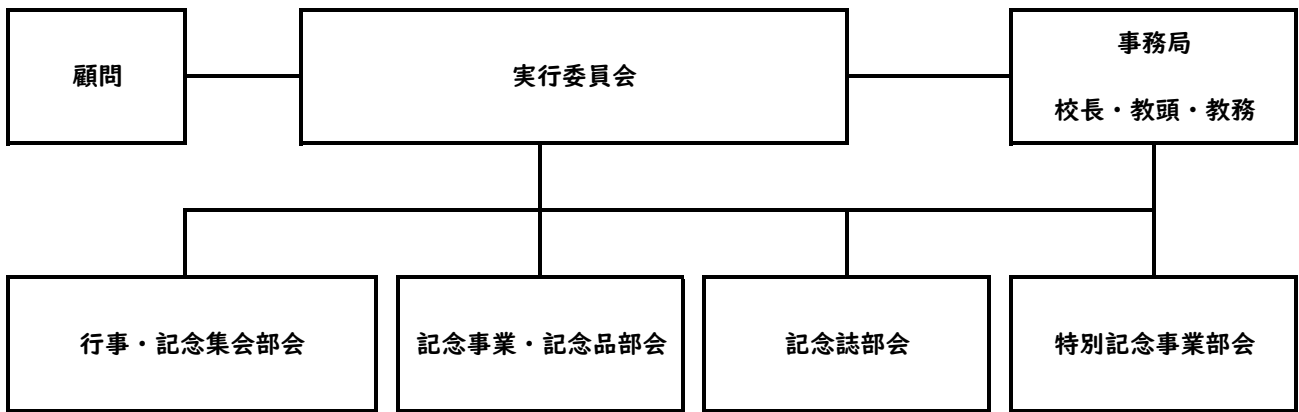 顧問
実行委員会
事務局
校長・教頭・教務
行事・記念集会部会
記念事業・記念品部会
記念誌部会
特別記念事業部会